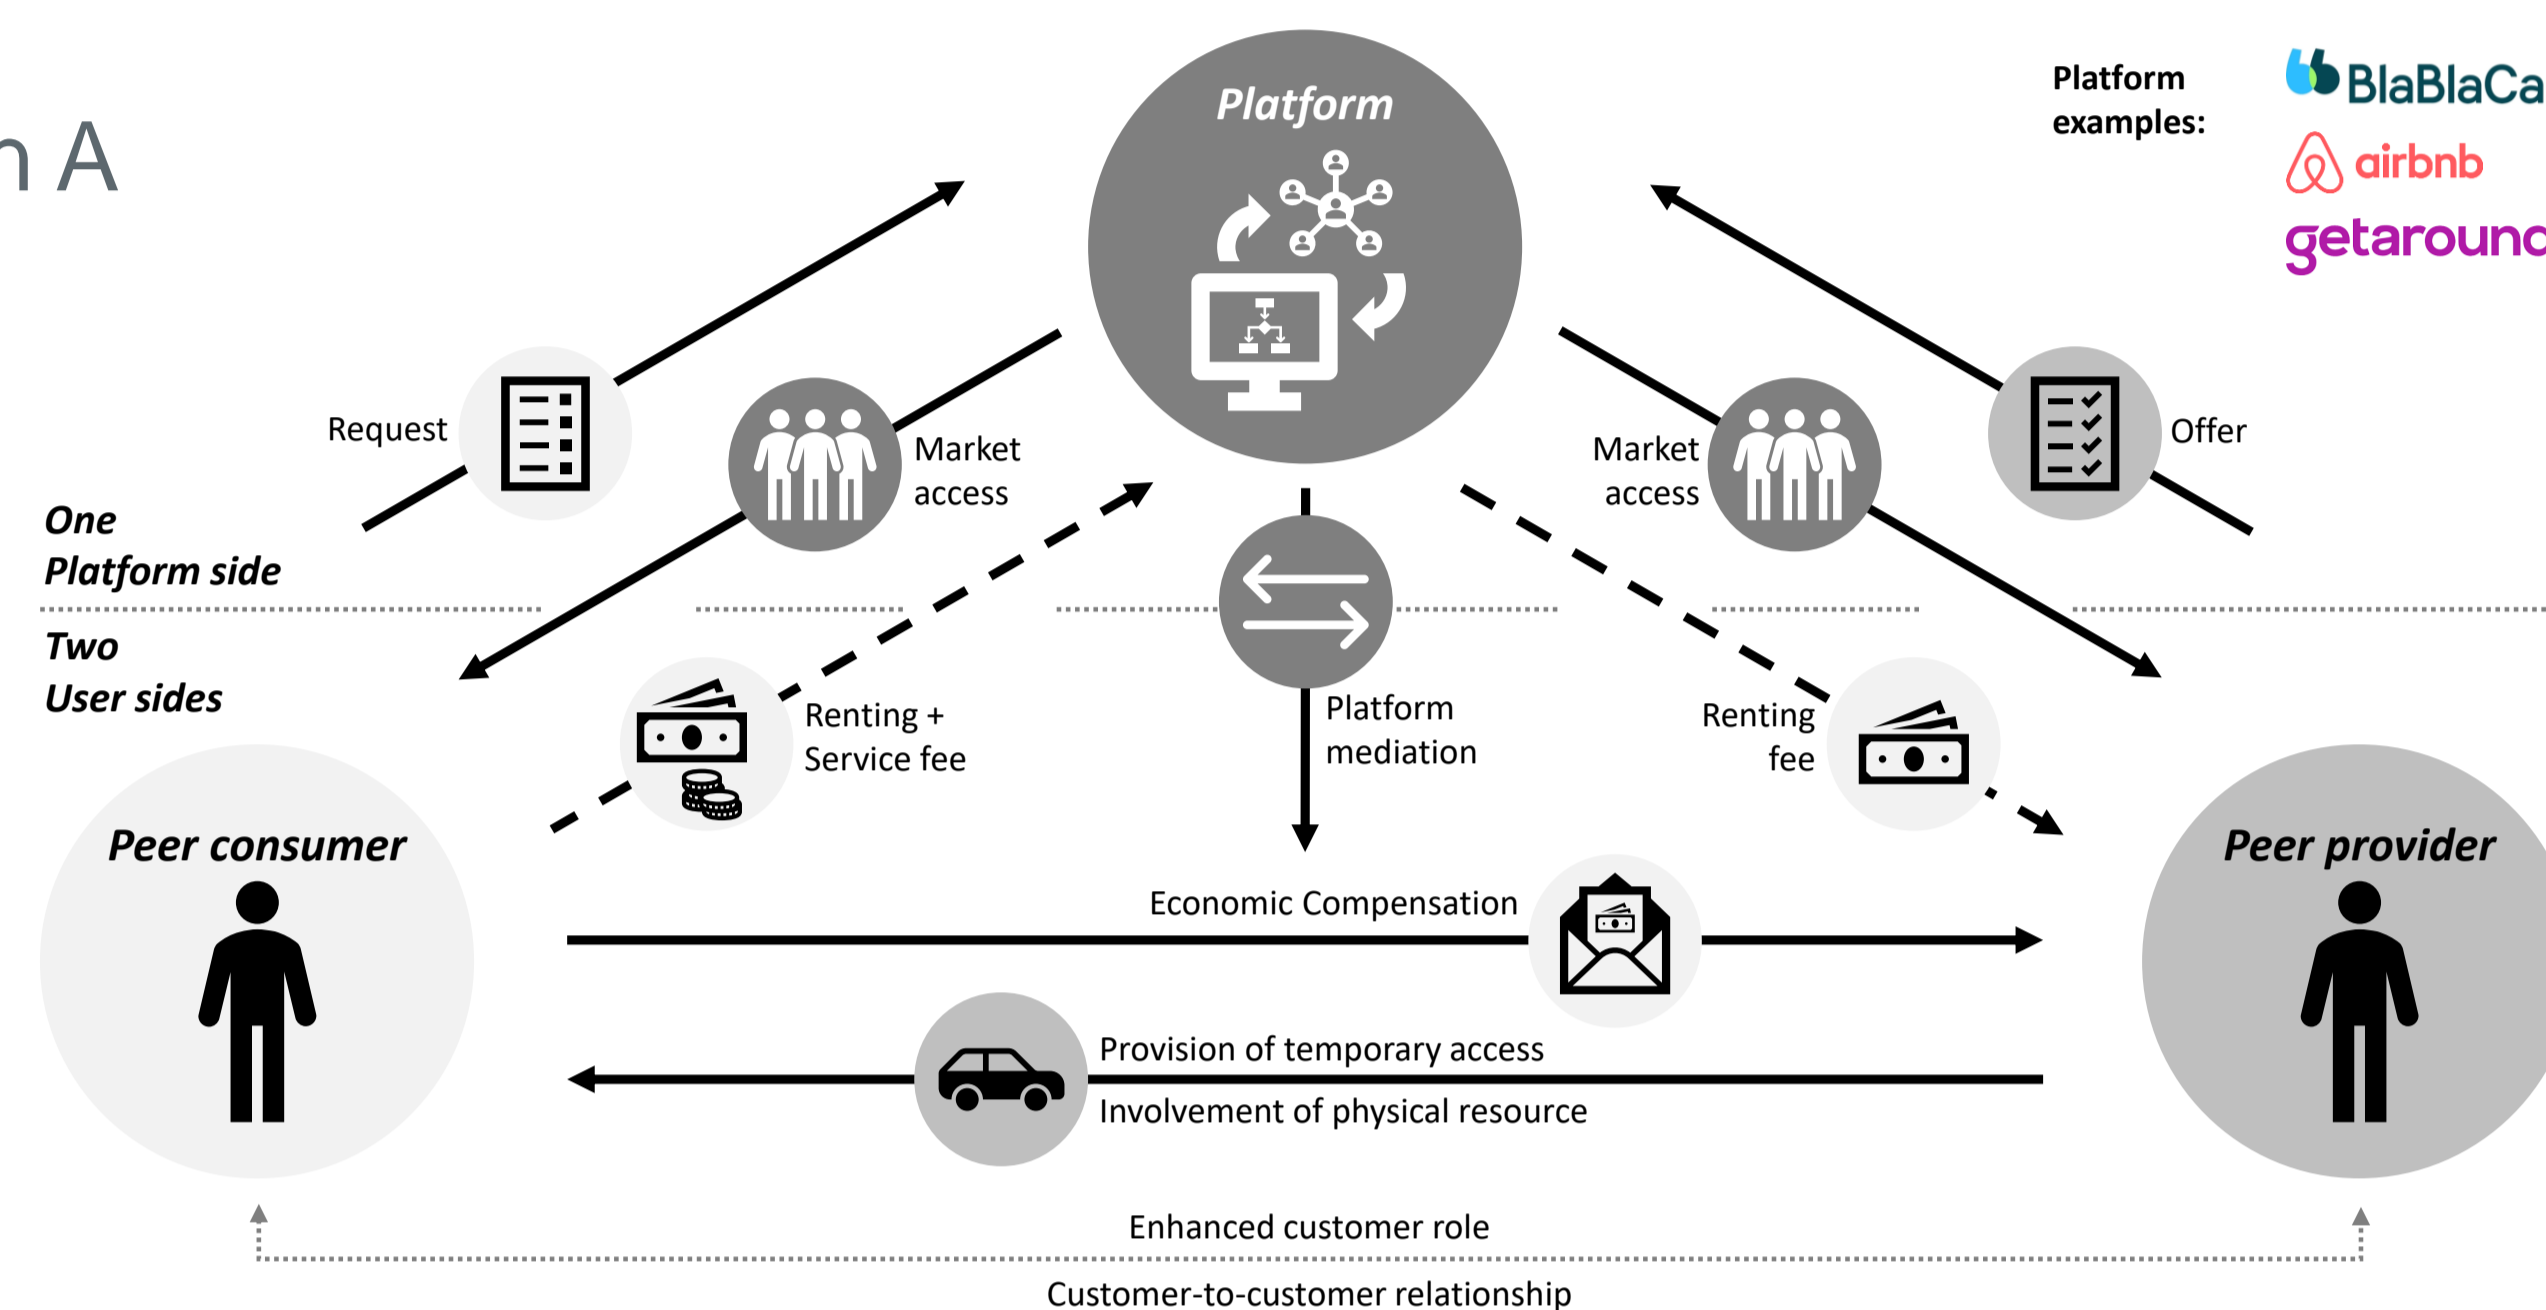 n A
Platform
Platform
examples:
BlaBlaCa
airbnb
getaround
Request
Market
access
Market
access
Offer
One
Platform side
Two
User sides
Renting +
Service fee
Platform
mediation
Renting
fee
Peer consumer
Peer provider
Economic Compensation
Provision of temporary access
Involvement of physical resource
Enhanced customer role
Customer-to-customer relationship